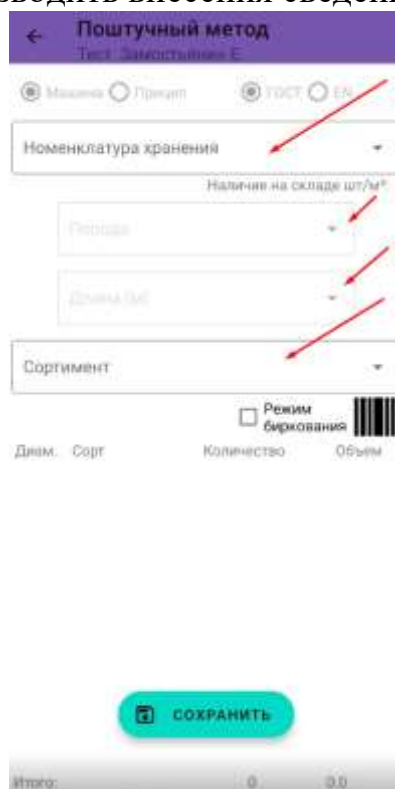 Поштучный метод
Тест Замостьянин Е.
Машина Прицеп ГОСТ EN
Номенклатура хранения
Наличие на складе шт/м³
Порода
Длина (м)
Сортимент
Режим
биркования
Диам. Сорт Количество Объем
СОХРАНИТЬ
Итого: 0 0.0